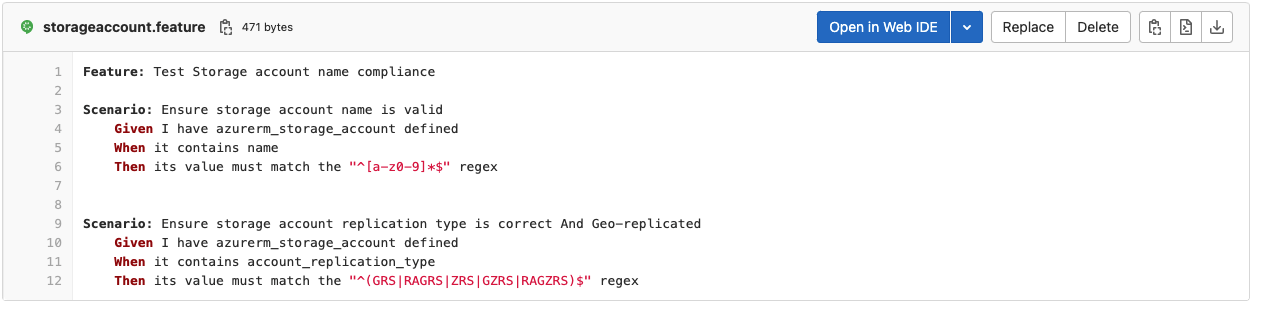 storageaccount.feature 471 bytes Open in Web IDE Replace Delete
1 Feature: Test Storage account name compliance
2
3 Scenario: Ensure storage account name is valid
4 Given I have azurerm_storage_account defined
5 When it contains name
6 Then its value must match the "^[a-z0-9]*$" regex
7
8
9 Scenario: Ensure storage account replication type is correct And Geo-replicated
10 Given I have azurerm_storage_account defined
11 When it contains account_replication_type
12 Then its value must match the "^(GRS|RAGRS|ZRS|GZRS|RAGZRS)$" regex